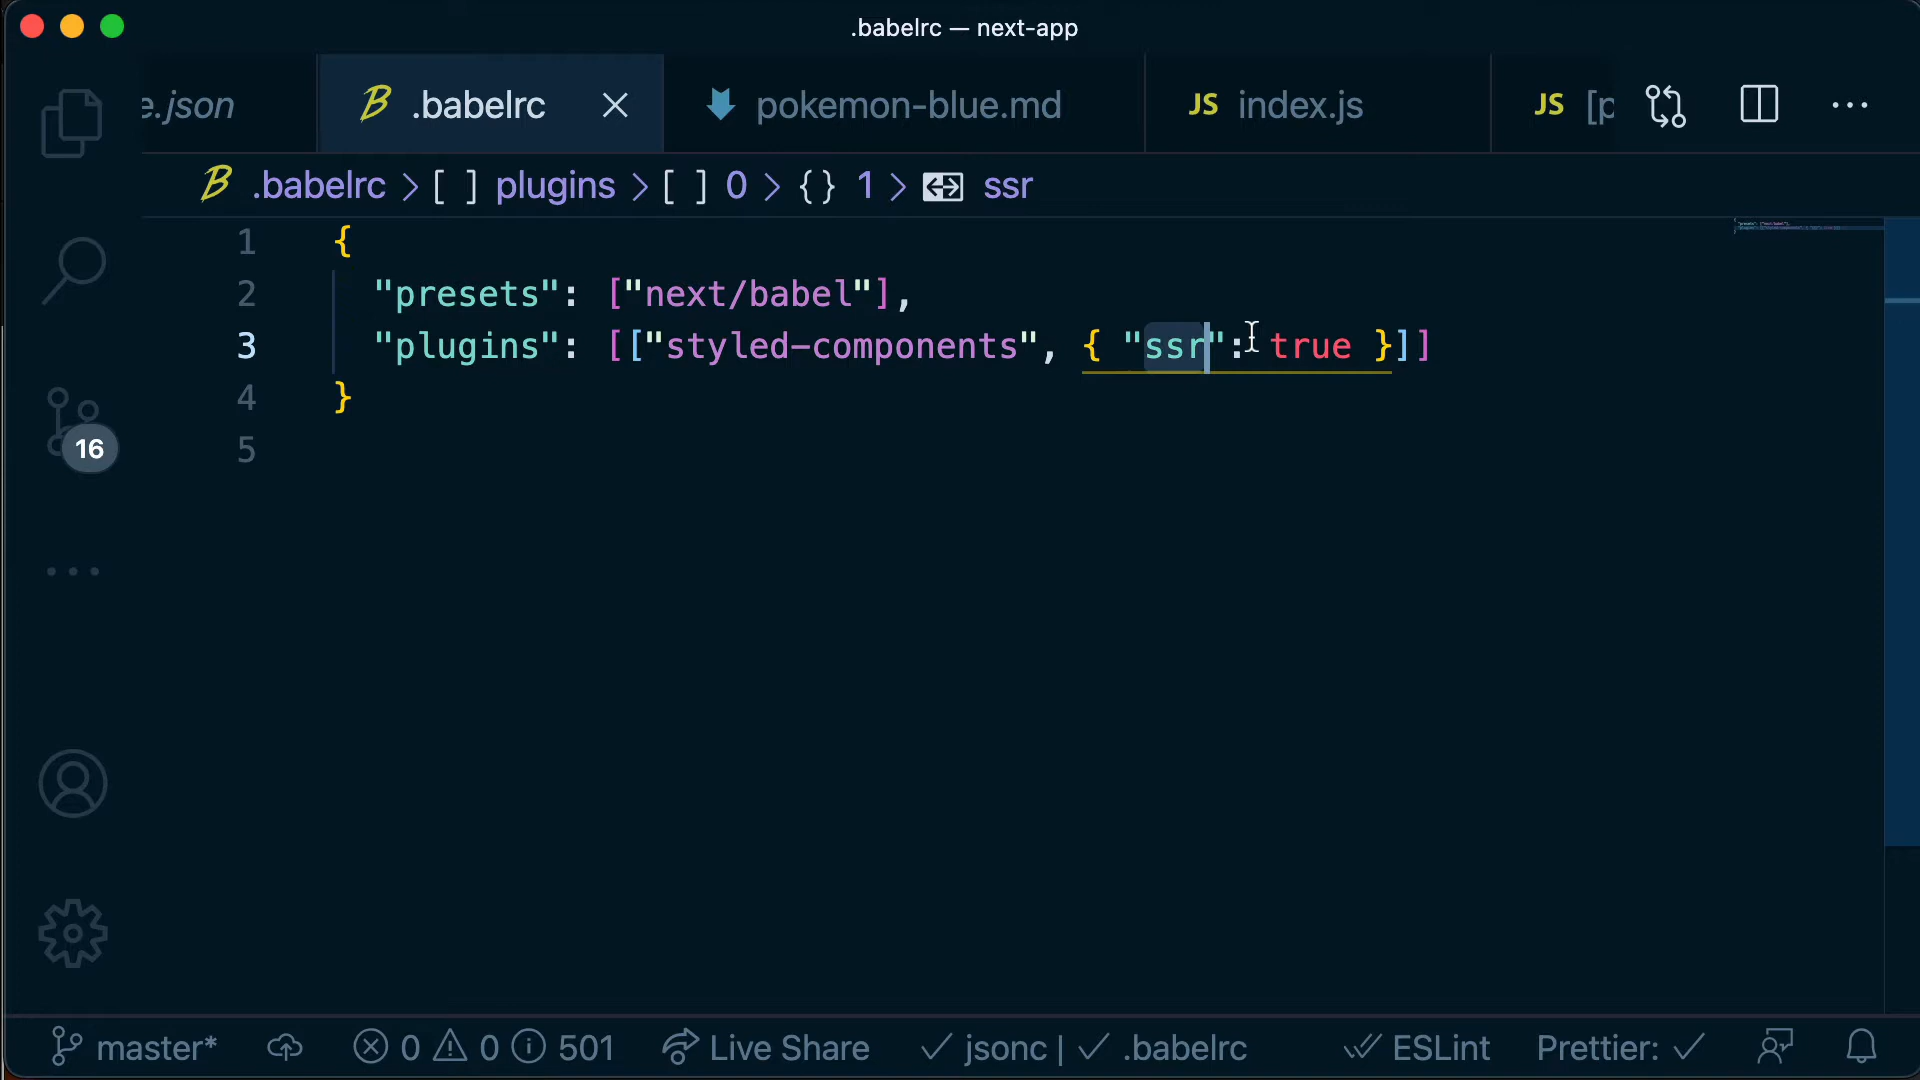 .babelrc — next-app
e.json
.babelrc
pokemon-blue.md
JS index.js
JS [p
.babelrc > [ ] plugins > [ ] 0 > {} 1 > ssr
1 {
2 "presets": ["next/babel"],
3 "plugins": [["styled-components", { "ssr": true }]]
4 }
5
16
master* 0 0 501 Live Share jsonc | .babelrc ESLint Prettier: